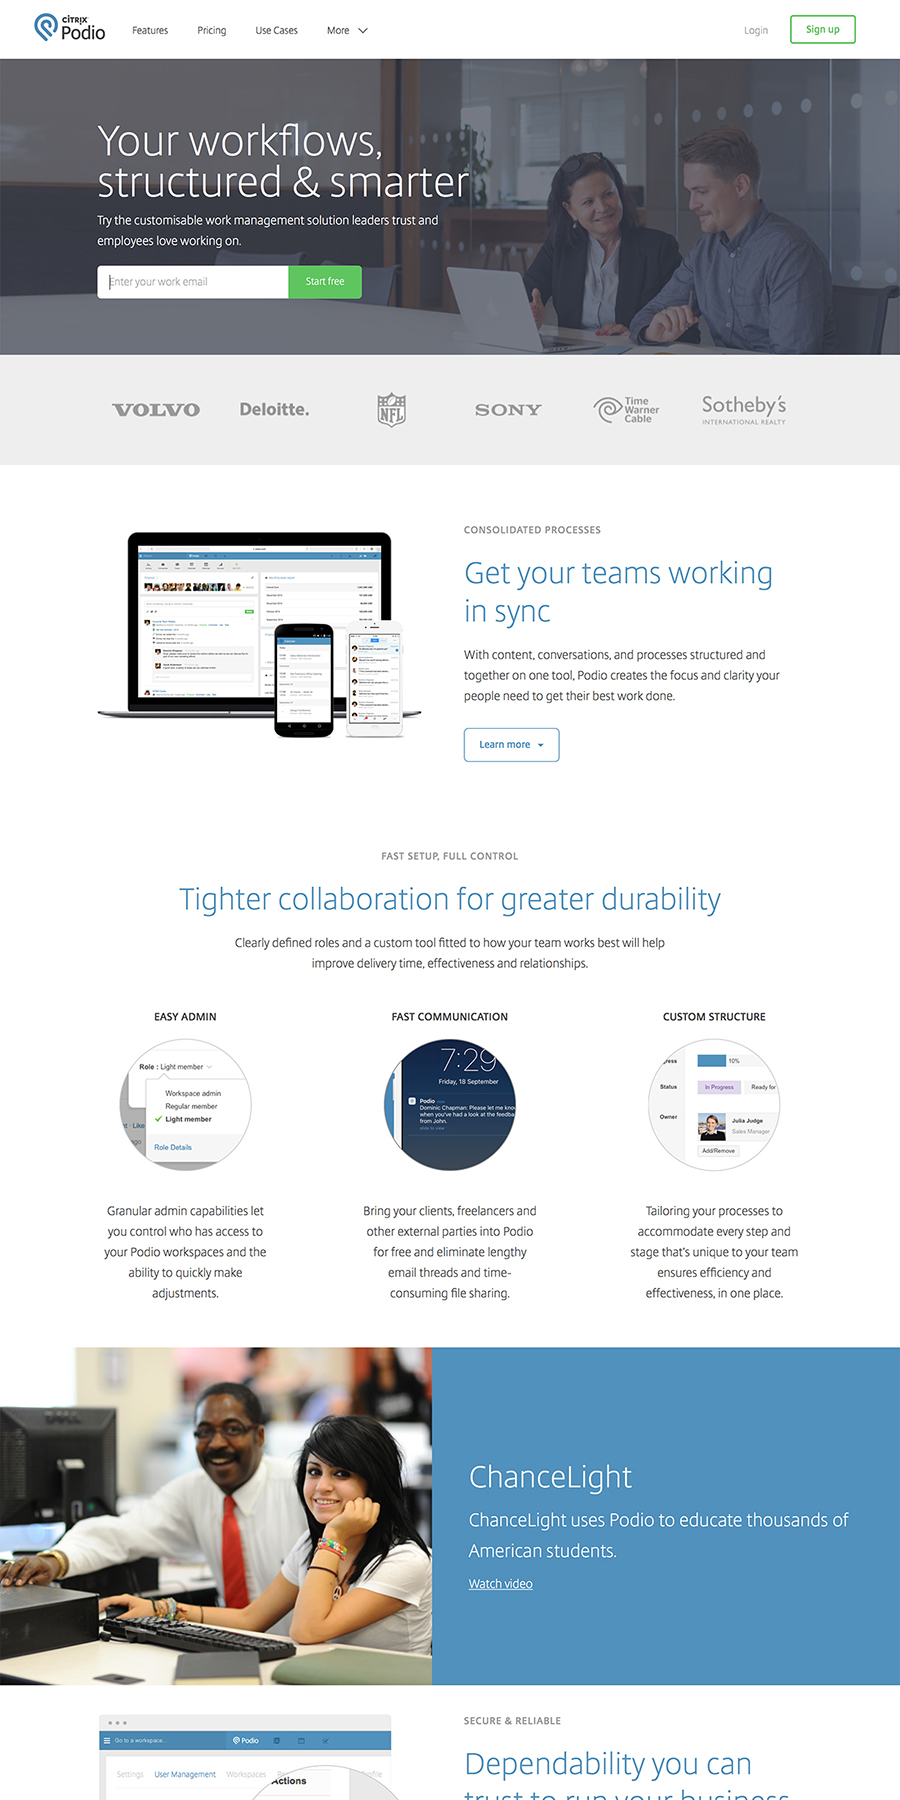 CİTRIX
Podio
Features
Pricing
Use Cases
More
Login
Sign up
Your workflows,
structured & smarter
Try the customisable work management solution leaders trust and
employees love working on.
Enter your work email
Start free
VOLVO
Deloitte.
NFL
SONY
Time
Warner
Cable
Sotheby's
INTERNATIONAL REALTY
CONSOLIDATED PROCESSES
Get your teams working
in sync
With content, conversations, and processes structured and
together on one tool, Podio creates the focus and clarity your
people need to get their best work done.
Learn more
FAST SETUP, FULL CONTROL
Tighter collaboration for greater durability
Clearly defined roles and a custom tool fitted to how your team works best will help
improve delivery time, effectiveness and relationships.
EASY ADMIN
Role : Light member
Workspace admin
Regular member
Light member
Like
ago
Role Details
Granular admin capabilities let
you control who has access to
your Podio workspaces and the
ability to quickly make
adjustments.
FAST COMMUNICATION
7:29
Friday, 18 September
Podio now
Dominic Chapman: Please let me know
when you've had a look at the feedba
from John.
slide to view
Bring your clients, freelancers and
other external parties into Podio
for free and eliminate lengthy
email threads and time-
consuming file sharing.
CUSTOM STRUCTURE
gress
10%
Status
In Progress
Ready for
Owner
Julia Judge
Sales Manager
Add/Remove
Tailoring your processes to
accommodate every step and
stage that's unique to your team
ensures efficiency and
effectiveness, in one place.
ChanceLight
ChanceLight uses Podio to educate thousands of
American students.
Watch video
Go to a workspace...
Podio
Settings
User Management
Workspaces
Actions
SECURE & RELIABLE
Dependability you can
trust to run your business